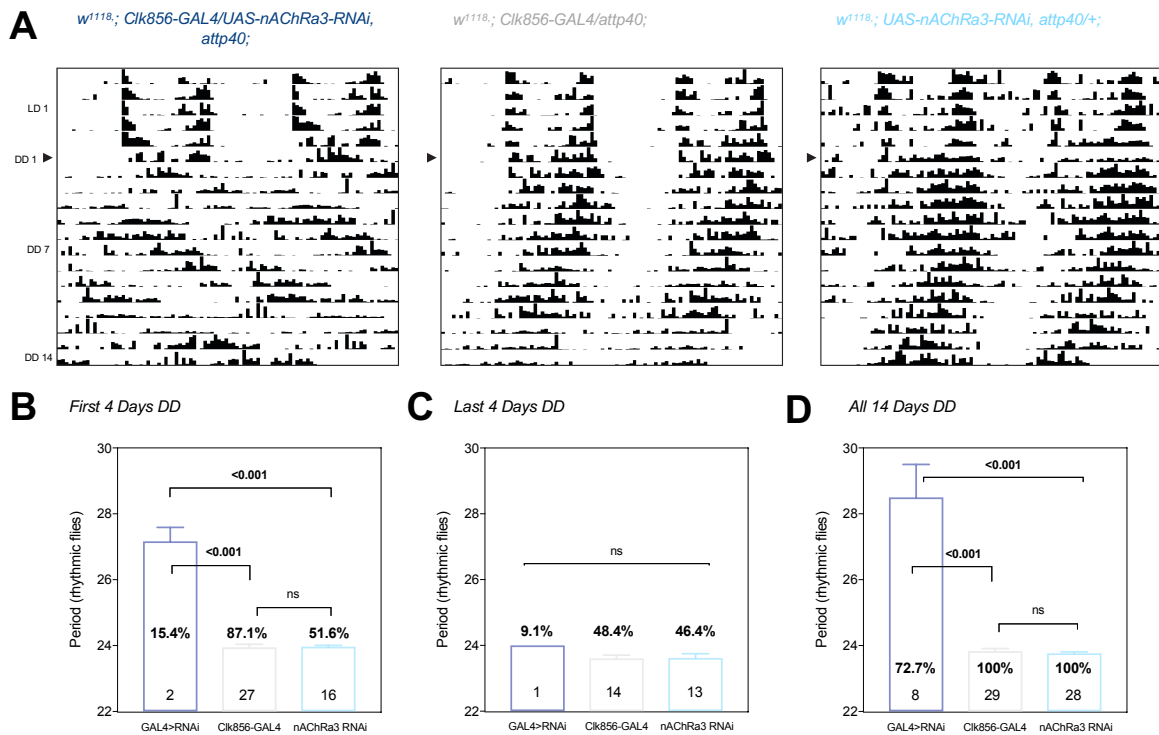 A
w1118;; Clk856-GAL4/UAS-nAChRa3-RNAi,
attp40;
w1118;; Clk856-GAL4/attp40;
w1118;; UAS-nAChRa3-RNAi, attp40/+;
LD 1
DD 1
DD 7
DD 14
B First 4 Days DD
C Last 4 Days DD
D All 14 Days DD
Period (rhythmic flies)
30
28
26
24
22
<0.001
<0.001
ns
15.4% 87.1% 51.6%
2 27 16
GAL4>RNAi Clk856-GAL4 nAChRa3 RNAi
Period (rhythmic flies)
30
28
26
24
22
ns
9.1% 48.4% 46.4%
1 14 13
GAL4>RNAi Clk856-GAL4 nAChRa3 RNAi
Period (rhythmic flies)
30
28
26
24
22
<0.001
<0.001
ns
72.7% 100% 100%
8 29 28
GAL4>RNAi Clk856-GAL4 nAChRa3 RNAi